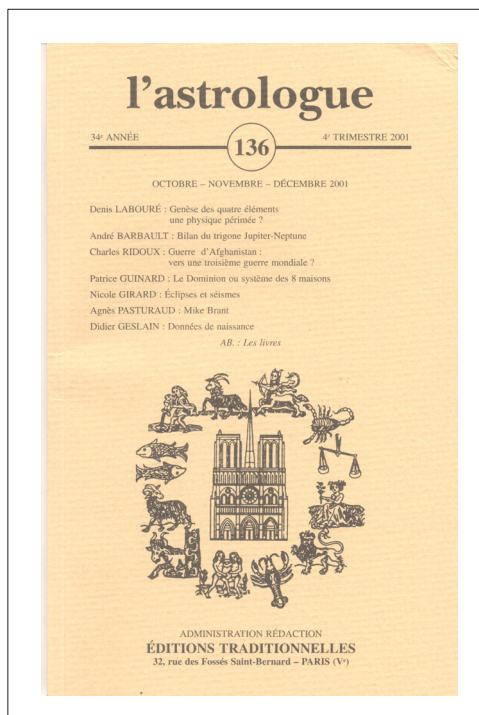 l'astrologue
34e ANNÉE
136
4e TRIMESTRE 2001
OCTOBRE – NOVEMBRE – DÉCEMBRE 2001
Denis LABOURÉ : Genèse des quatre éléments
une physique périmée ?
André BARBAULT : Bilan du trigone Jupiter-Neptune
Charles RIDOUX : Guerre d'Afghanistan :
vers une troisième guerre mondiale ?
Patrice GUINARD : Le Dominion ou système des 8 maisons
Nicole GIRARD : Éclipses et séismes
Agnès PASTURAUD : Mike Brant
Didier GESLAIN : Données de naissance
AB. : Les livres
ADMINISTRATION RÉDACTION
ÉDITIONS TRADITIONNELLES
32, rue des Fossés Saint-Bernard – PARIS (Ve)